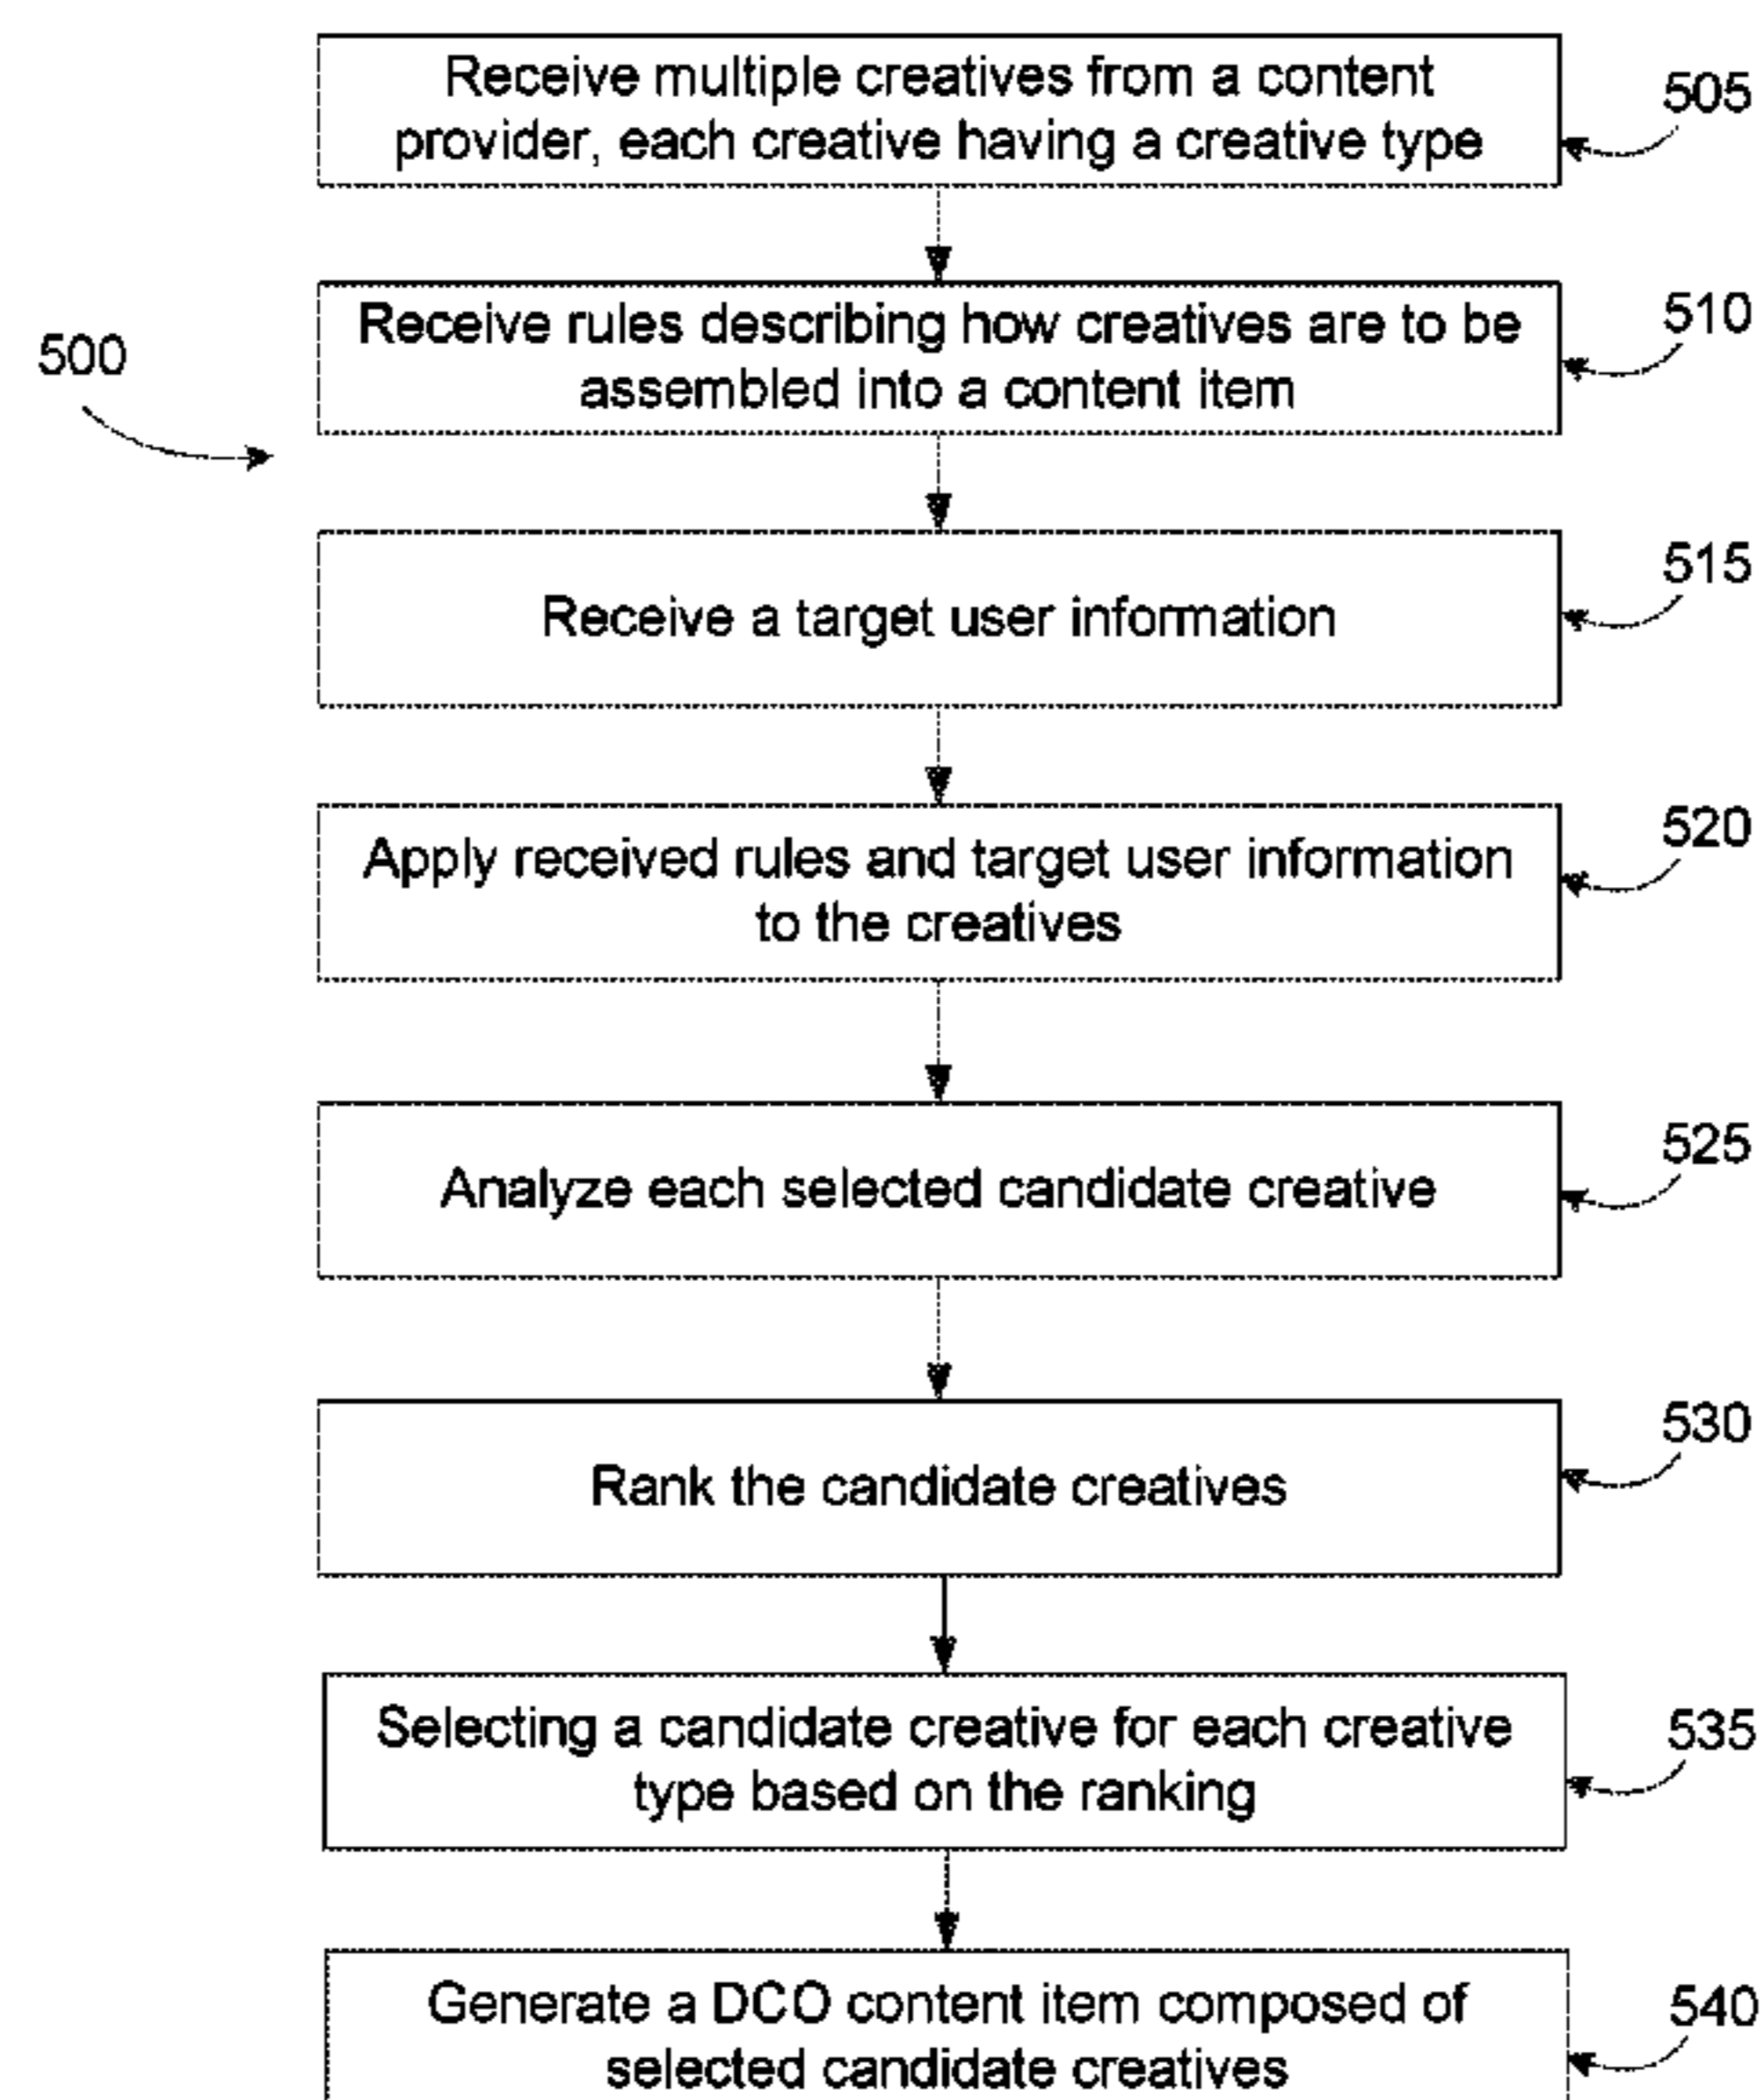 Receive multiple creatives from a content
provider, each creative having a creative type
505
Receive rules describing how creatives are to be
assembled into a content item
510
500
Receive a target user information
515
Apply received rules and target user information
to the creatives
520
Analyze each selected candidate creative
525
Rank the candidate creatives
530
Selecting a candidate creative for each creative
type based on the ranking
535
Generate a DCO content item composed of
selected candidate creatives
540